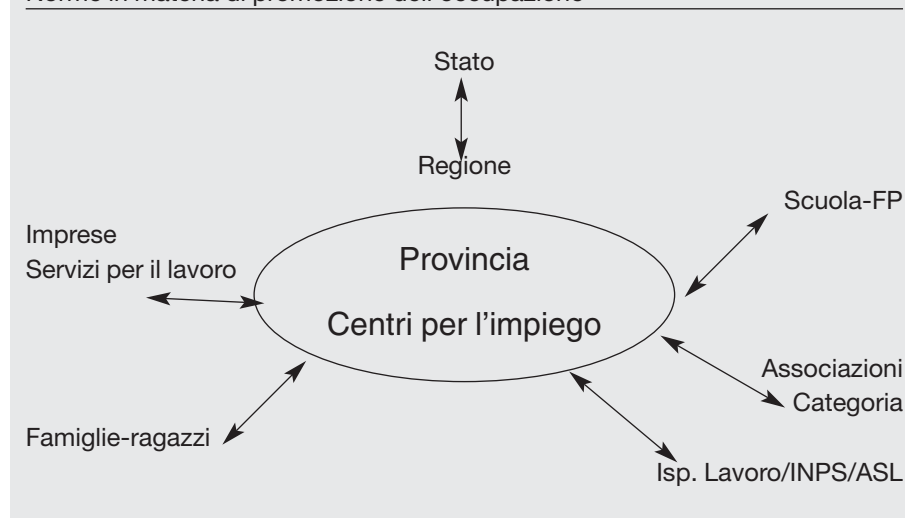 Norme in materia di promozione dell'occupazione
Stato
Regione
Scuola-FP
Imprese
Servizi per il lavoro
Provincia
Centri per l'impiego
Associazioni
Categoria
Famiglie-ragazzi
Isp. Lavoro/INPS/ASL